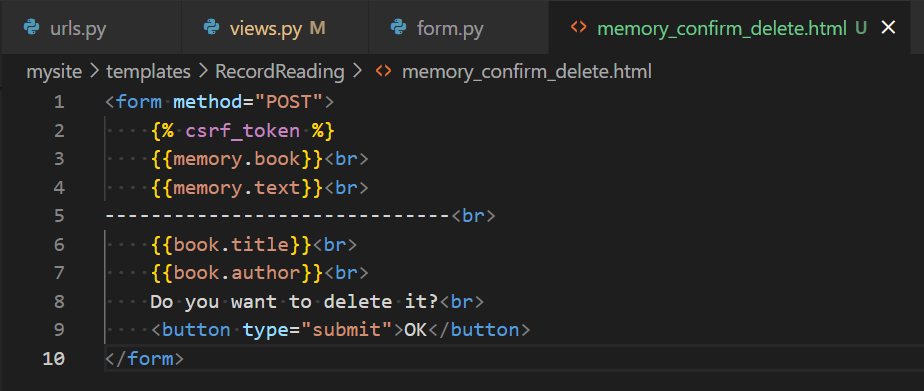 urls.py views.py M form.py memory_confirm_delete.html U
mysite > templates > RecordReading > memory_confirm_delete.html
1 <form method="POST">
2     {% csrf_token %}
3     {{memory.book}}<br>
4     {{memory.text}}<br>
5 ------------------------------<br>
6     {{book.title}}<br>
7     {{book.author}}<br>
8     Do you want to delete it?<br>
9     <button type="submit">OK</button>
10 </form>